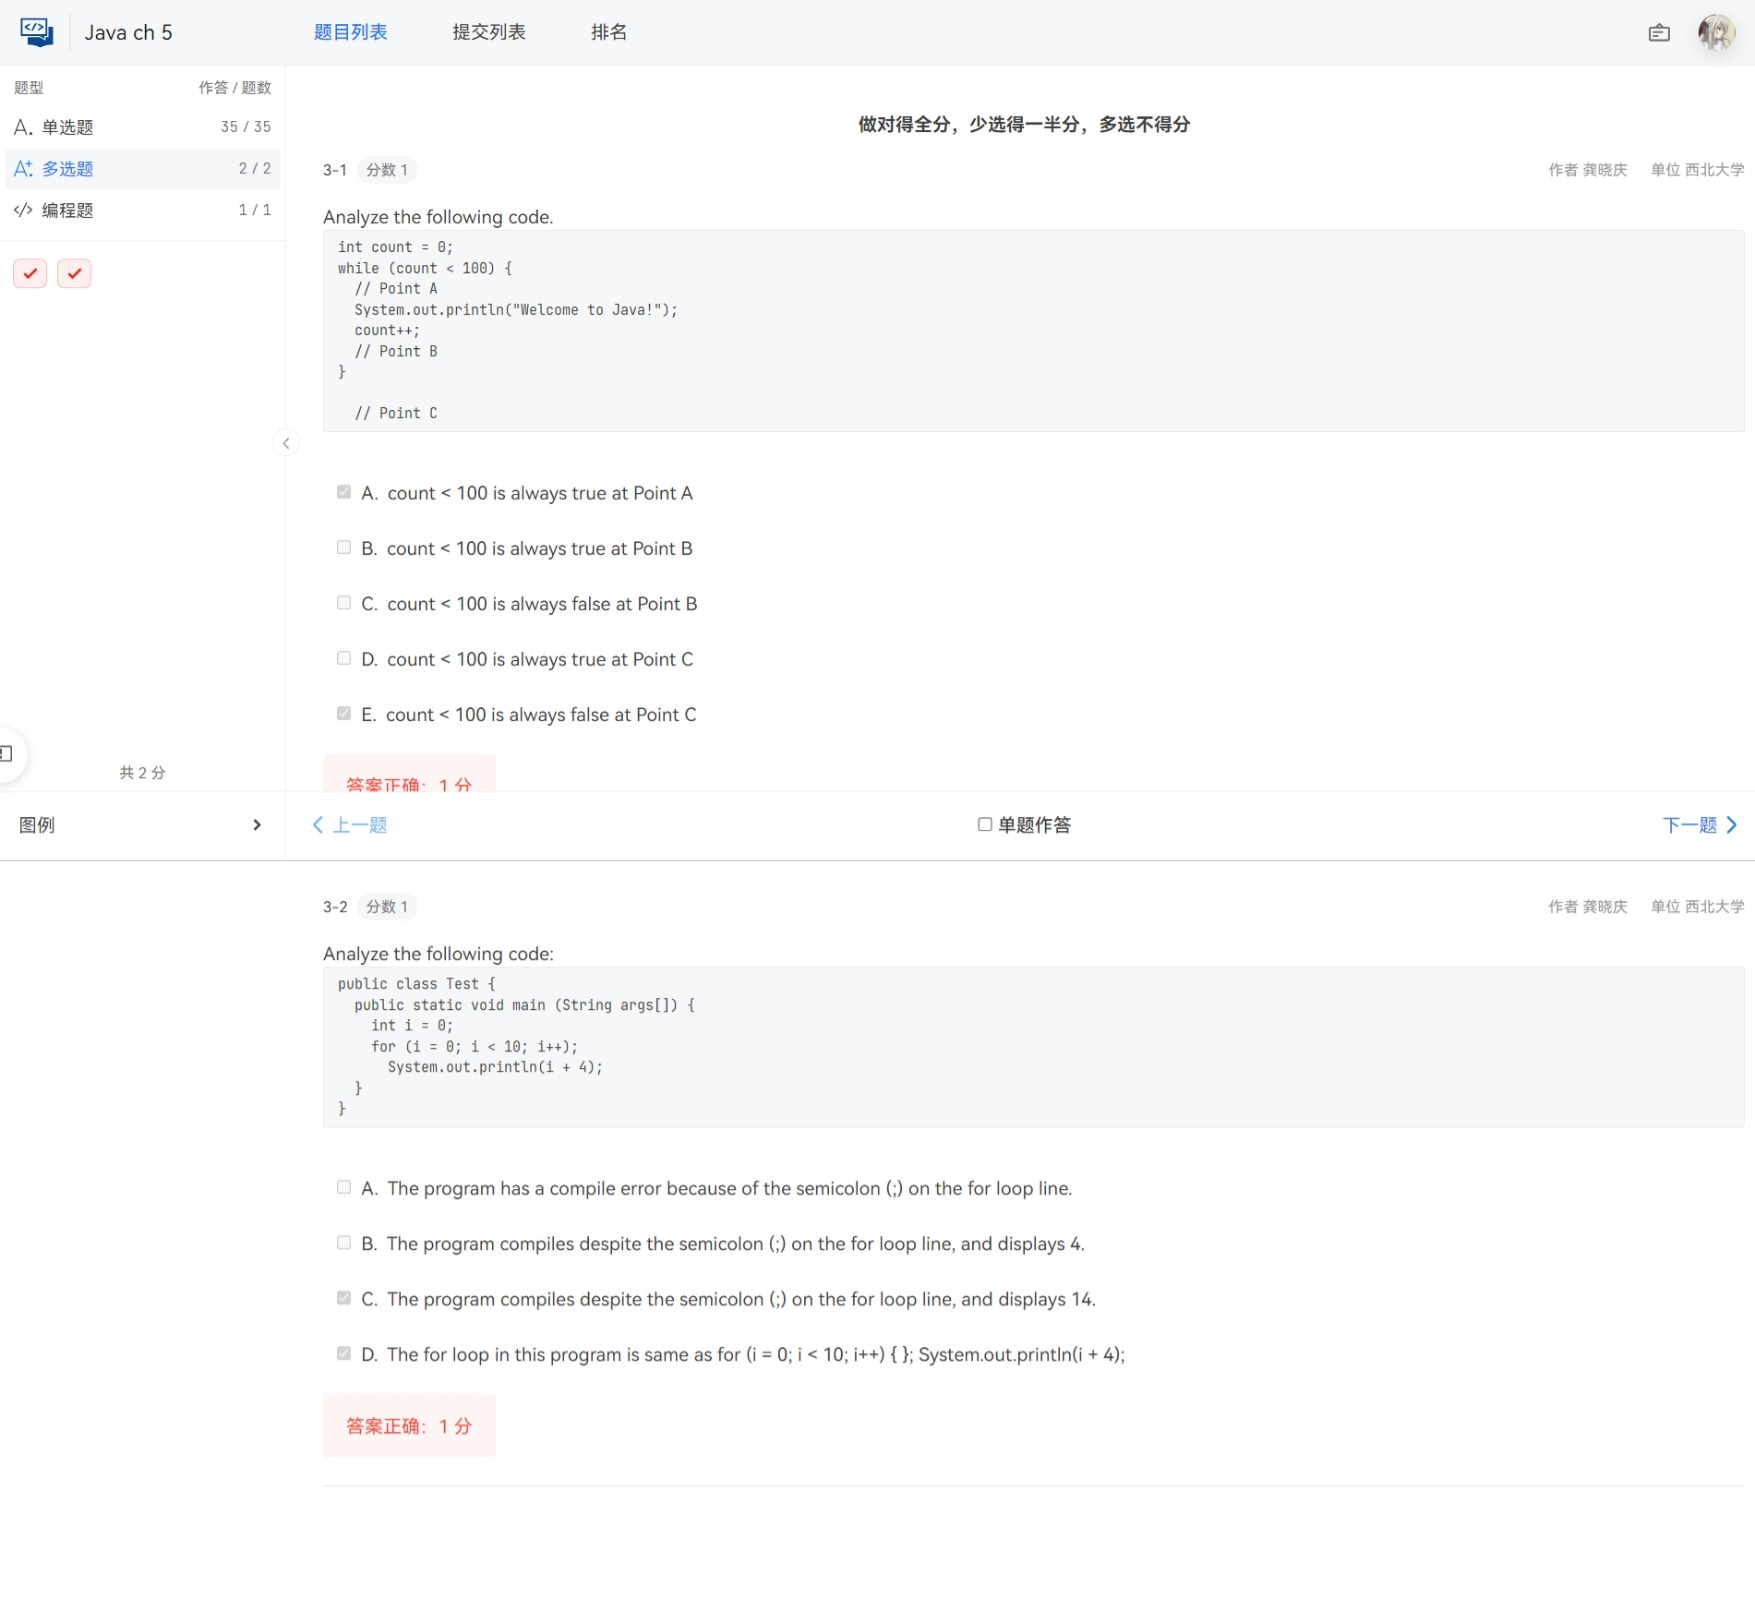 Java ch 5
题目列表
提交列表
排名
题型
作答 / 题数
单选题
35 / 35
多选题
2 / 2
编程题
1 / 1
共 2 分
图例
做对得全分，少选得一半分，多选不得分
3-1
分数 1
作者 龚晓庆
单位 西北大学
Analyze the following code.
int count = 0;
while (count < 100) {
  // Point A
  System.out.println("Welcome to Java!");
  count++;
  // Point B
}
  // Point C
A. count < 100 is always true at Point A
B. count < 100 is always true at Point B
C. count < 100 is always false at Point B
D. count < 100 is always true at Point C
E. count < 100 is always false at Point C
答案正确：1 分
上一题
单题作答
下一题
3-2
分数 1
作者 龚晓庆
单位 西北大学
Analyze the following code:
public class Test {
  public static void main (String args[]) {
    int i = 0;
    for (i = 0; i < 10; i++);
      System.out.println(i + 4);
  }
}
A. The program has a compile error because of the semicolon (;) on the for loop line.
B. The program compiles despite the semicolon (;) on the for loop line, and displays 4.
C. The program compiles despite the semicolon (;) on the for loop line, and displays 14.
D. The for loop in this program is same as for (i = 0; i < 10; i++) { }; System.out.println(i + 4);
答案正确：1 分